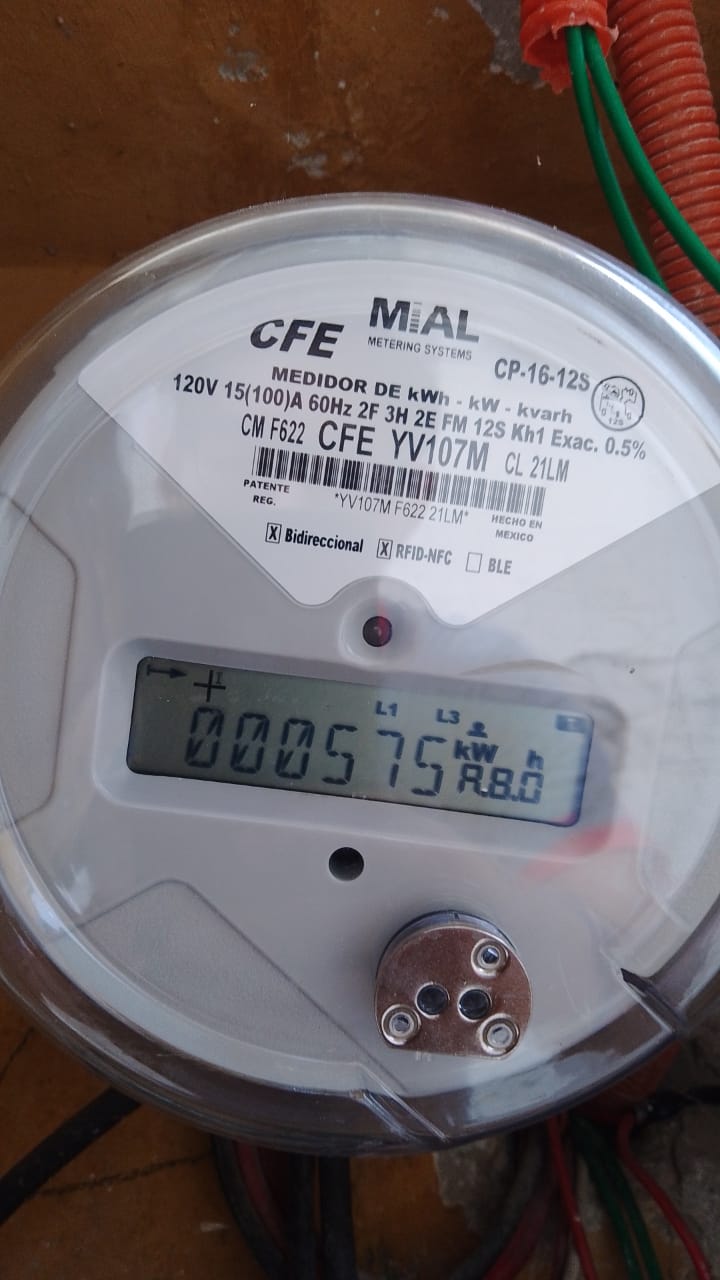 CFE
MIAL
METERING SYSTEMS
CP-16-12S
MEDIDOR DE kWh - kW - kvarh
120V 15(100)A 60Hz 2F 3H 2E FM 12S Kh1 Exac. 0.5%
CM F622 CFE YV107M CL 21LM
PATENTE REG.
*YV107M F622 21LM*
HECHO EN MEXICO
X Bidireccional X RFID-NFC BLE
L1 L3
000575 kW h
A.B.0